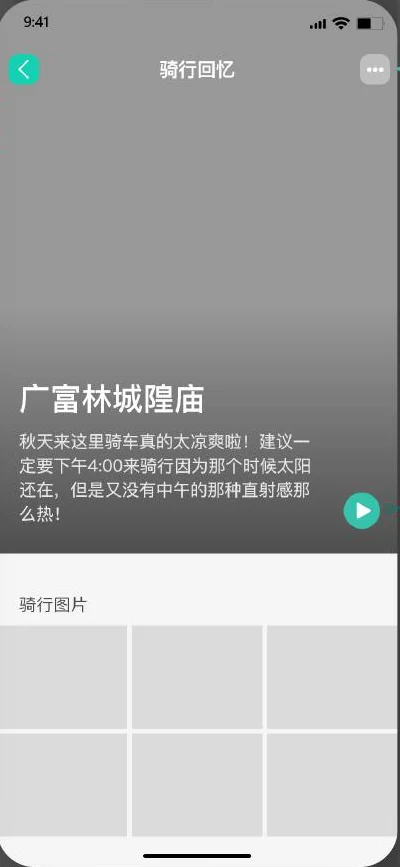 9:41
骑行回忆
广富林城隍庙
秋天来这里骑车真的太凉爽啦！建议一
定要下午4:00来骑行因为那个时候太阳
还在，但是又没有中午的那种直射感那
么热！
骑行图片